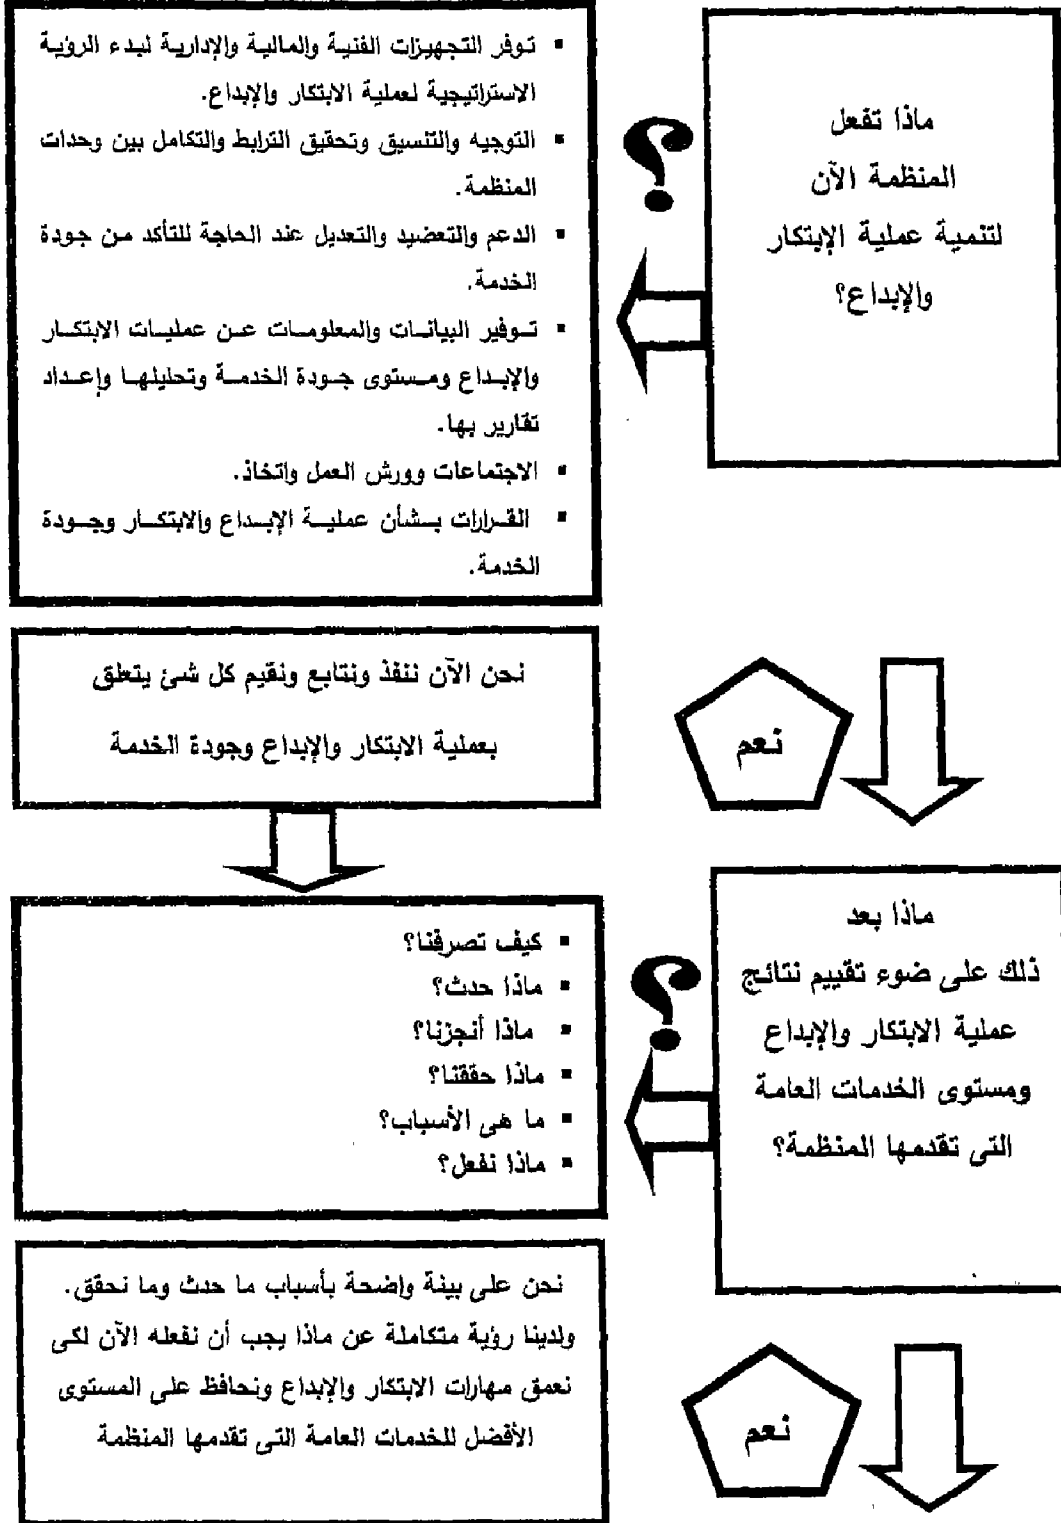 ماذا تفعل
المنظمة الآن
لتنمية عملية الإبتكار
والإبداع؟
؟
▪ توفر التجهيزات الفنية والمالية والإدارية لبدء الرؤية
الاستراتيجية لعملية الابتكار والإبداع.
▪ التوجيه والتنسيق وتحقيق الترابط والتكامل بين وحدات
المنظمة.
▪ الدعم والتعضيد والتعديل عند الحاجة للتأكد من جودة
الخدمة.
▪ توفير البيانات والمعلومات عن عمليات الابتكار
والإبداع ومستوى جودة الخدمة وتحليلها وإعداد
تقارير بها.
▪ الاجتماعات وورش العمل واتخاذ.
▪ القرارات بشأن عملية الإبداع والابتكار وجودة
الخدمة.
نعم
نحن الآن ننفذ ونتابع ونقيم كل شئ يتعلق
بعملية الابتكار والإبداع وجودة الخدمة
ماذا بعد
ذلك على ضوء تقييم نتائج
عملية الابتكار والإبداع
ومستوى الخدمات العامة
التى تقدمها المنظمة؟
؟
▪ كيف تصرفنا؟
▪ ماذا حدث؟
▪ ماذا أنجزنا؟
▪ ماذا حققنا؟
▪ ما هى الأسباب؟
▪ ماذا نفعل؟
نعم
نحن على بينة واضحة بأسباب ما حدث وما نحقق.
ولدينا رؤية متكاملة عن ماذا يجب أن نفعله الآن لكى
نعمق مهارات الابتكار والإبداع ونحافظ على المستوى
الأفضل للخدمات العامة التى تقدمها المنظمة